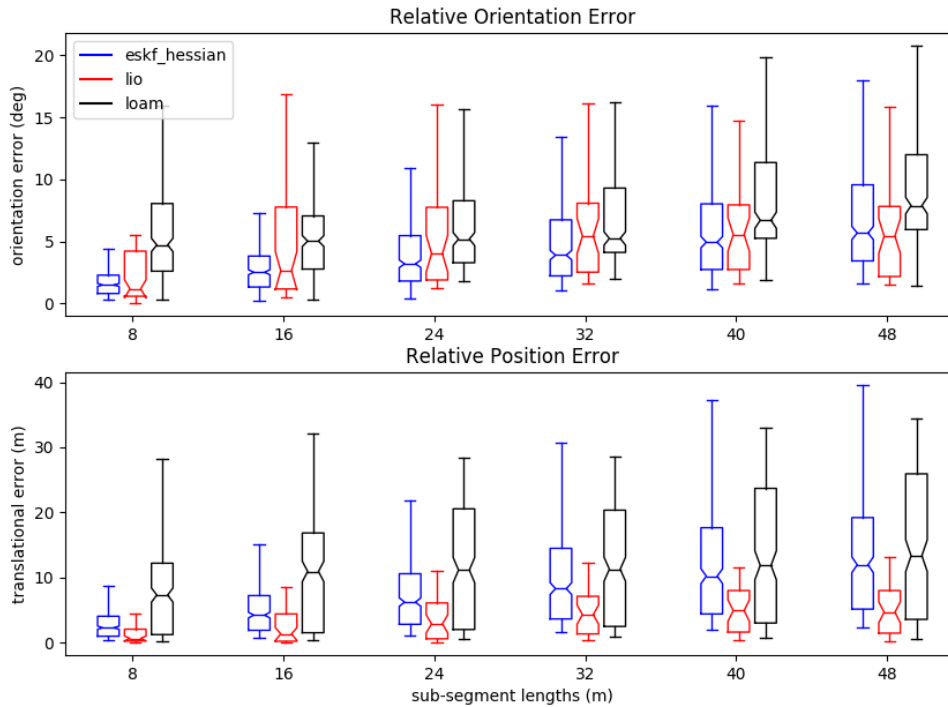 Relative Orientation Error
eskf_hessian
lio
loam
orientation error (deg)
20
15
10
5
0
8 16 24 32 40 48
Relative Position Error
translational error (m)
40
30
20
10
0
8 16 24 32 40 48
sub-segment lengths (m)